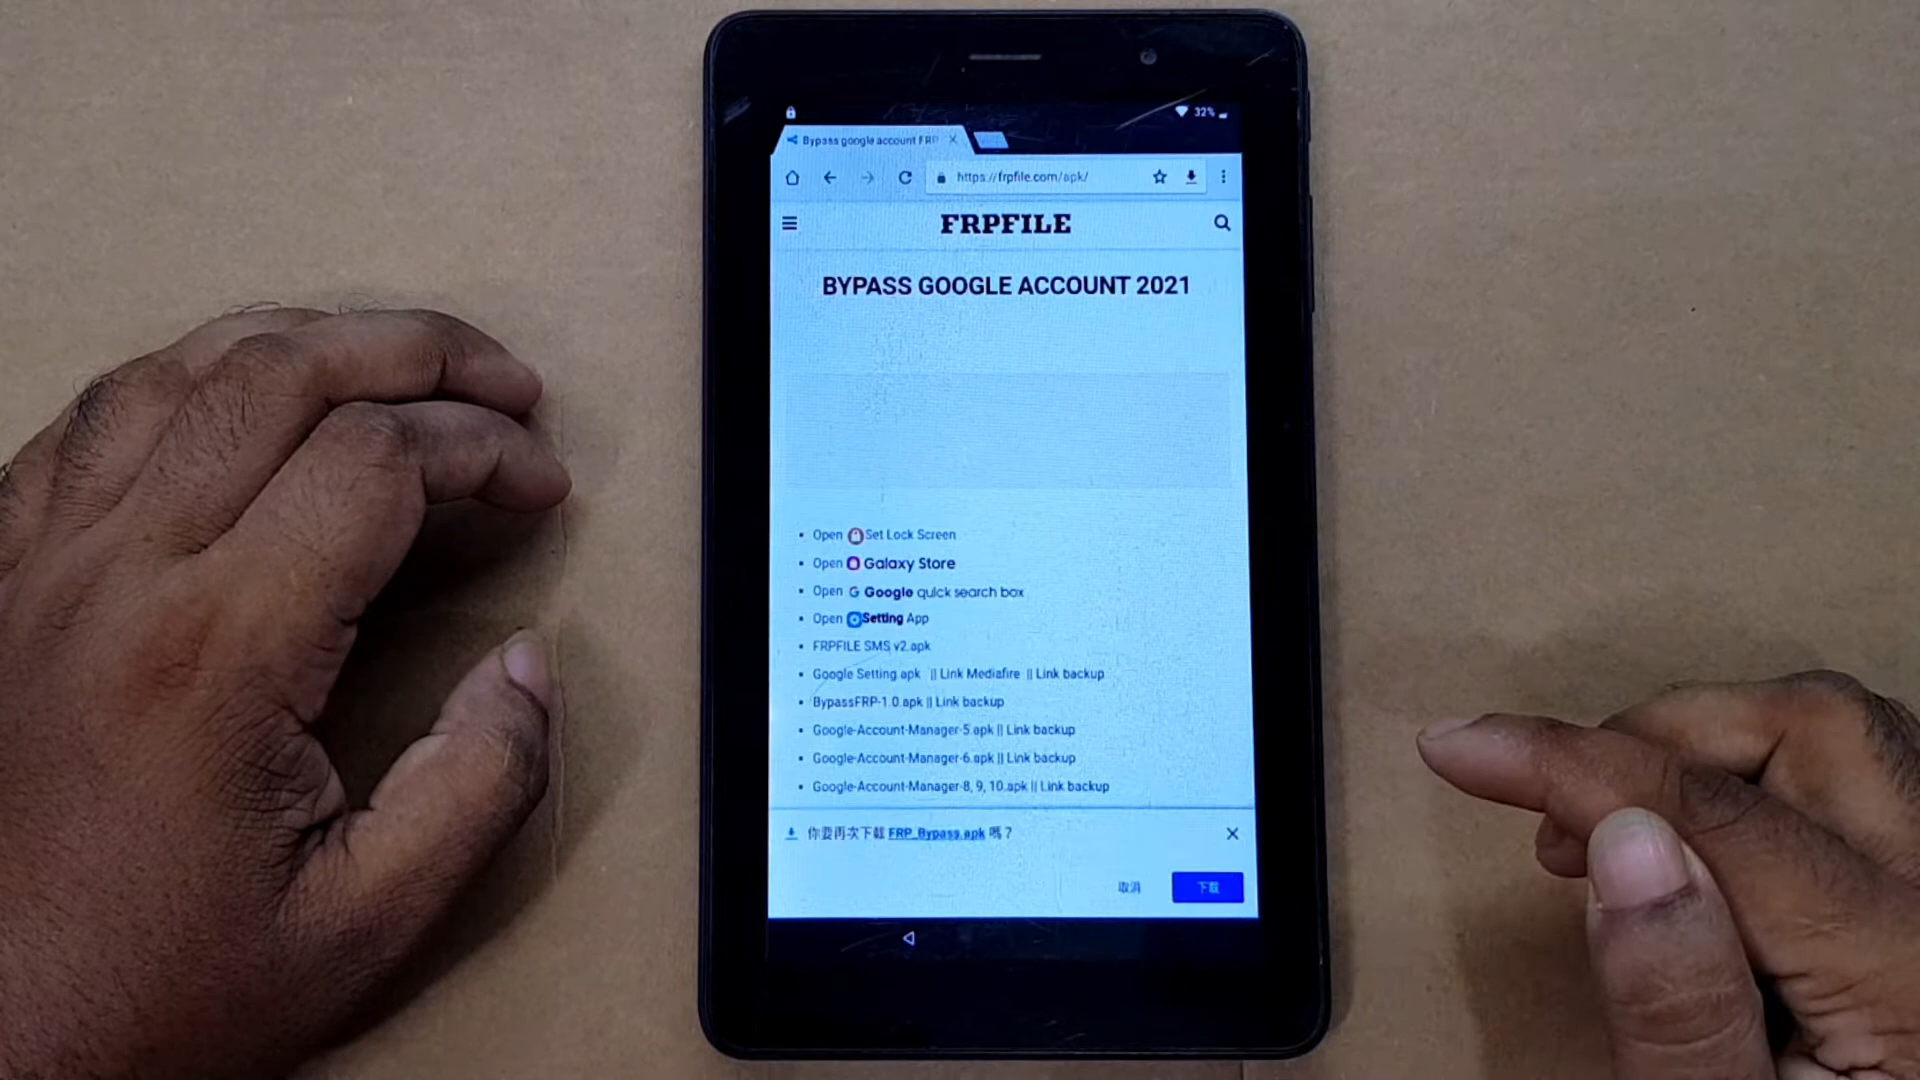 32%
Bypass google account FRP
https://frpfile.com/apk/
FRPFILE
BYPASS GOOGLE ACCOUNT 2021
Open Set Lock Screen
Open Galaxy Store
Open G Google quick search box
Open Setting App
FRPFILE SMS v2.apk
Google Setting apk || Link Mediafire || Link backup
BypassFRP-1.0.apk || Link backup
Google-Account-Manager-5.apk || Link backup
Google-Account-Manager-6.apk || Link backup
Google-Account-Manager-8, 9, 10.apk || Link backup
你要再次下載 FRP_Bypass.apk 嗎？
取消 下載